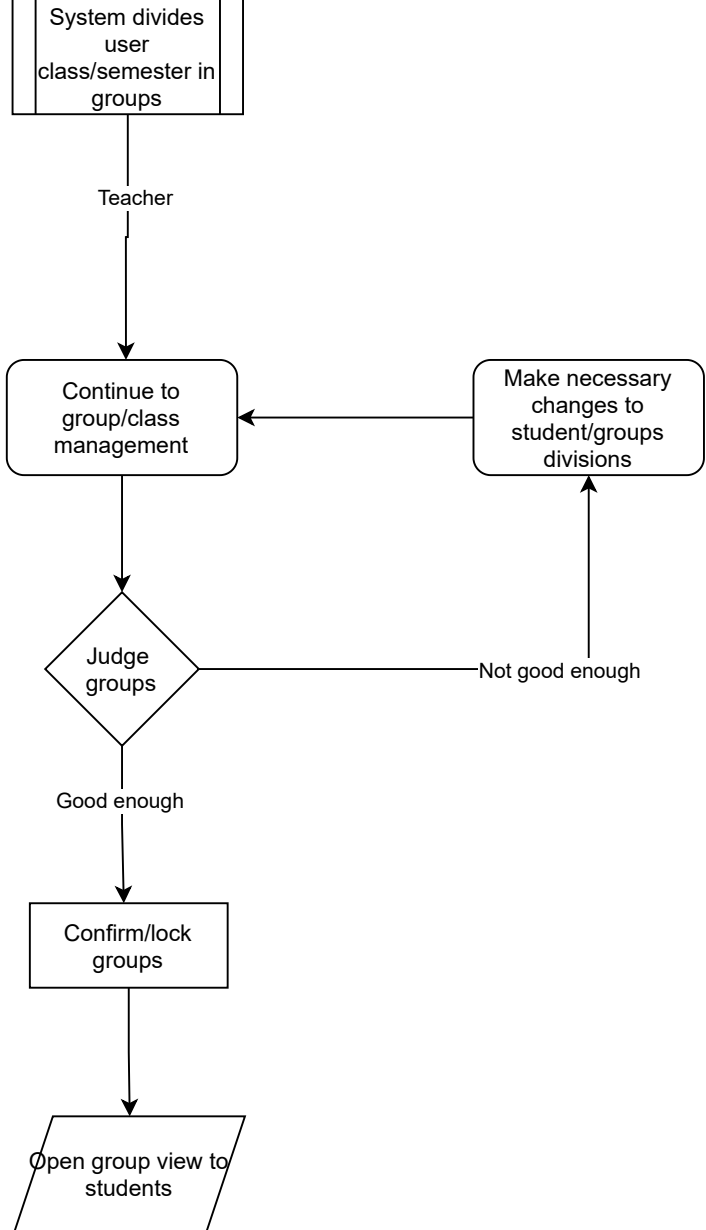 System divides
user
class/semester in
groups
Teacher
Continue to
group/class
management
Make necessary
changes to
student/groups
divisions
Judge
groups
Not good enough
Good enough
Confirm/lock
groups
Open group view to
students